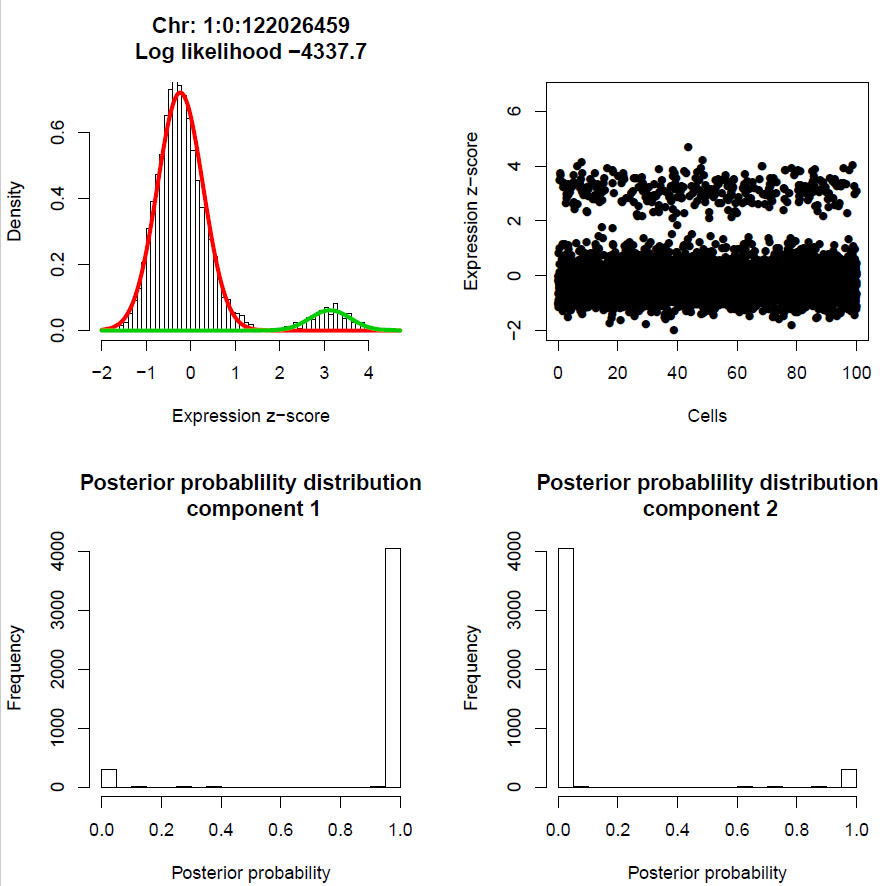 Chr: 1:0:122026459
Log likelihood −4337.7
Density
0.0 0.2 0.4 0.6
−2 −1 0 1 2 3 4
Expression z−score
Expression z−score
−2 0 2 4 6
0 20 40 60 80 100
Cells
Posterior probablility distribution
component 1
Frequency
0 1000 2000 3000 4000
0.0 0.2 0.4 0.6 0.8 1.0
Posterior probability
Posterior probablility distribution
component 2
Frequency
0 1000 2000 3000 4000
0.0 0.2 0.4 0.6 0.8 1.0
Posterior probability